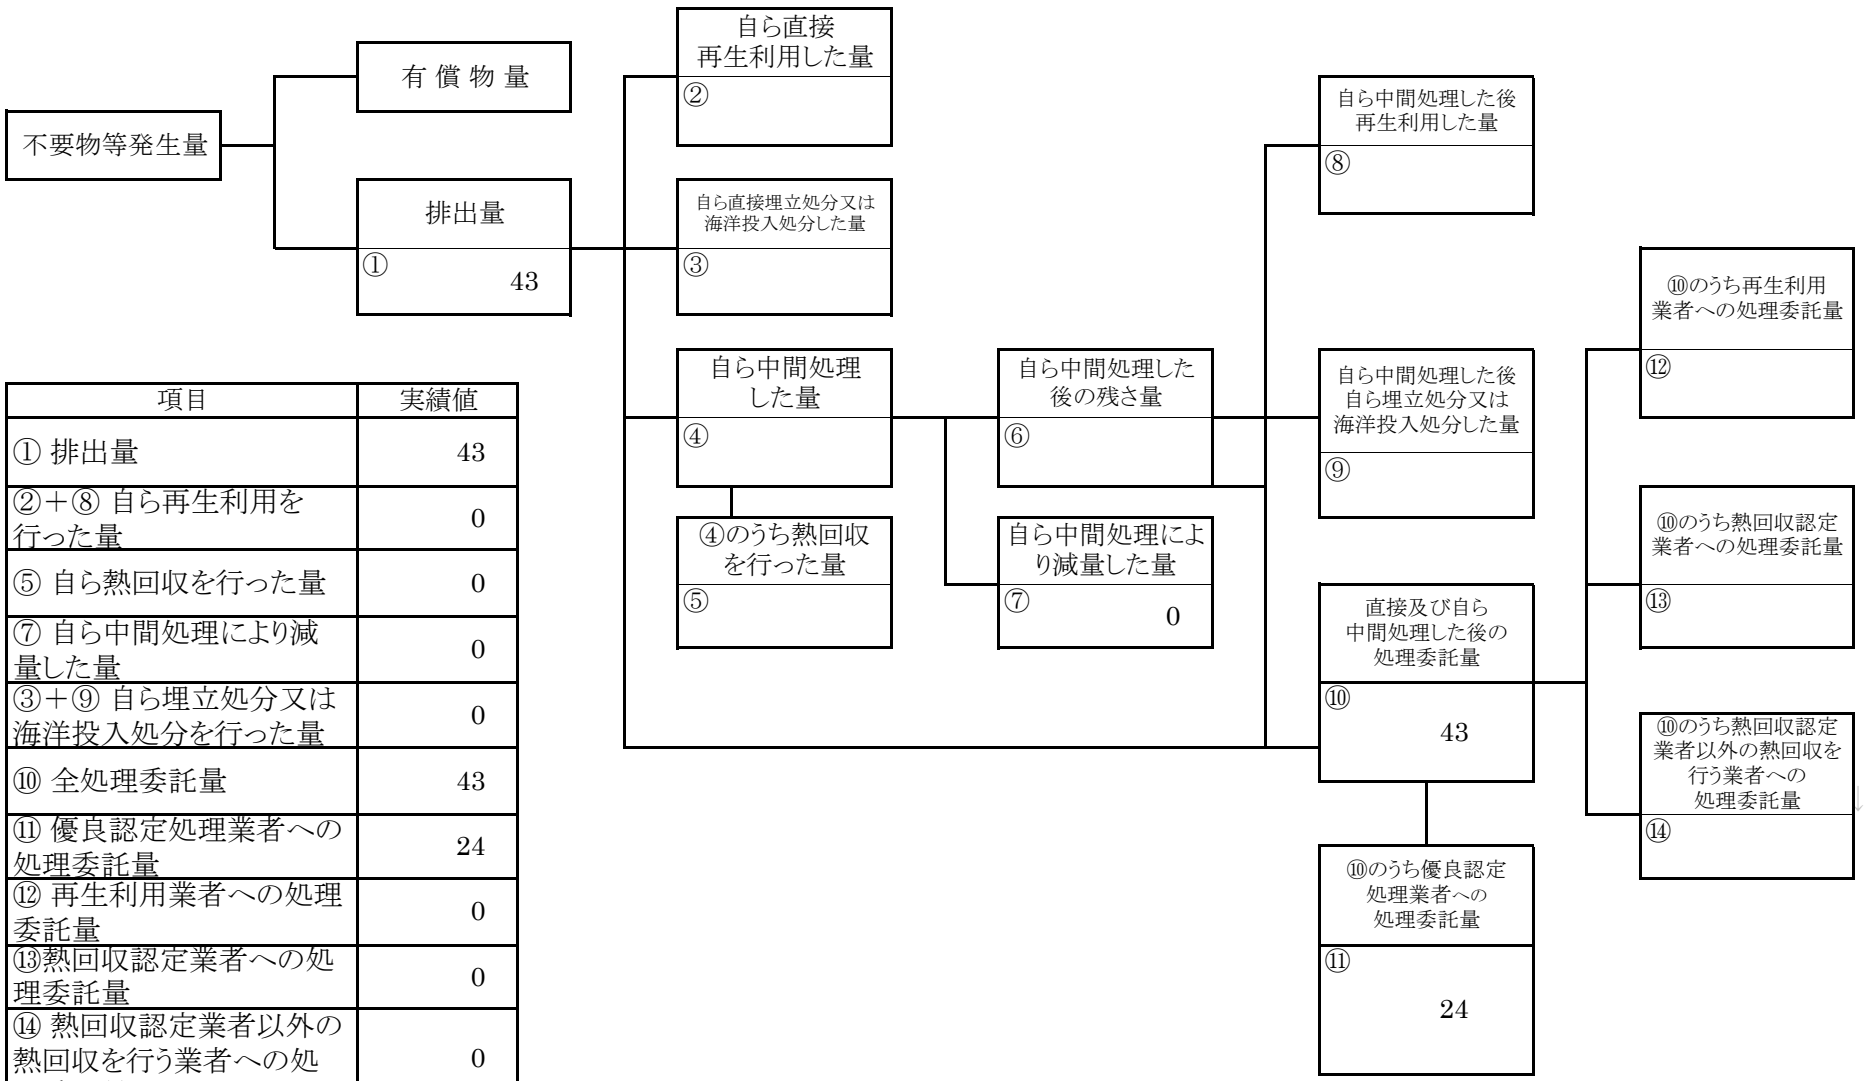 不要物等発生量
有償物量
排出量
①
43
自ら直接
再生利用した量
②
自ら直接埋立処分又は
海洋投入処分した量
③
自ら中間処理
した量
④
④のうち熱回収
を行った量
⑤
自ら中間処理した
後の残さ量
⑥
自ら中間処理によ
り減量した量
⑦
0
自ら中間処理した後
再生利用した量
⑧
自ら中間処理した後
自ら埋立処分又は
海洋投入処分した量
⑨
直接及び自ら
中間処理した後の
処理委託量
⑩
43
⑩のうち優良認定
処理業者への
処理委託量
⑪
24
⑩のうち再生利用
業者への処理委託量
⑫
⑩のうち熱回収認定
業者への処理委託量
⑬
⑩のうち熱回収認定
業者以外の熱回収を
行う業者への
処理委託量
⑭
項目 実績値
① 排出量 43
②＋⑧ 自ら再生利用を
行った量 0
⑤ 自ら熱回収を行った量 0
⑦ 自ら中間処理により減
量した量 0
③＋⑨ 自ら埋立処分又は
海洋投入処分を行った量 0
⑩ 全処理委託量 43
⑪ 優良認定処理業者への
処理委託量 24
⑫ 再生利用業者への処理
委託量 0
⑬熱回収認定業者への処
理委託量 0
⑭ 熱回収認定業者以外の
熱回収を行う業者への処 0